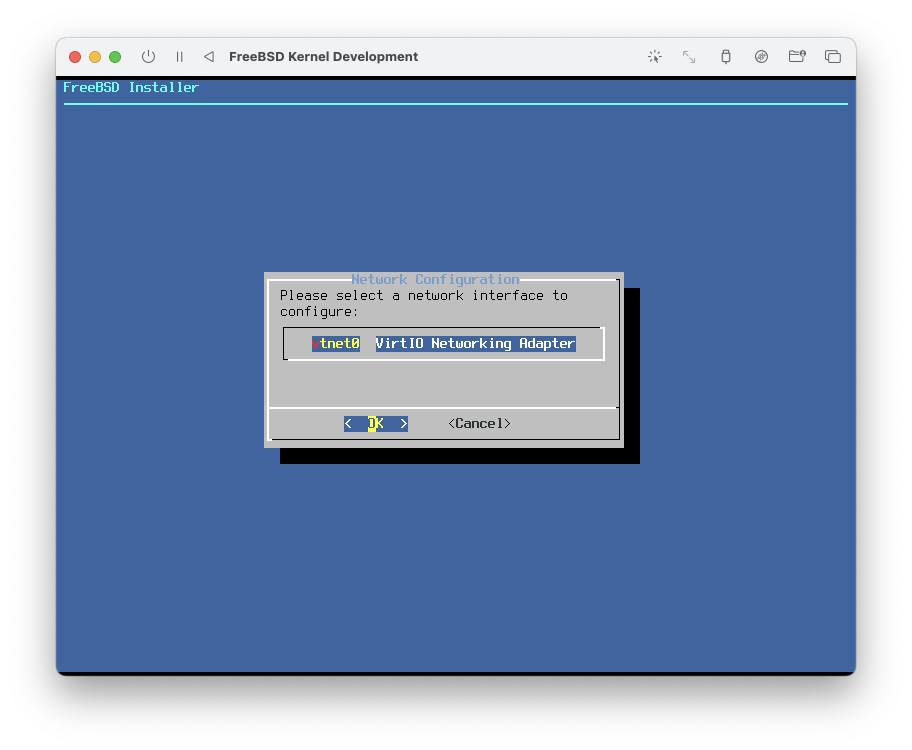 FreeBSD Kernel Development
FreeBSD Installer
Network Configuration
Please select a network interface to
configure:
vtnet0 VirtIO Networking Adapter
< OK > <Cancel>